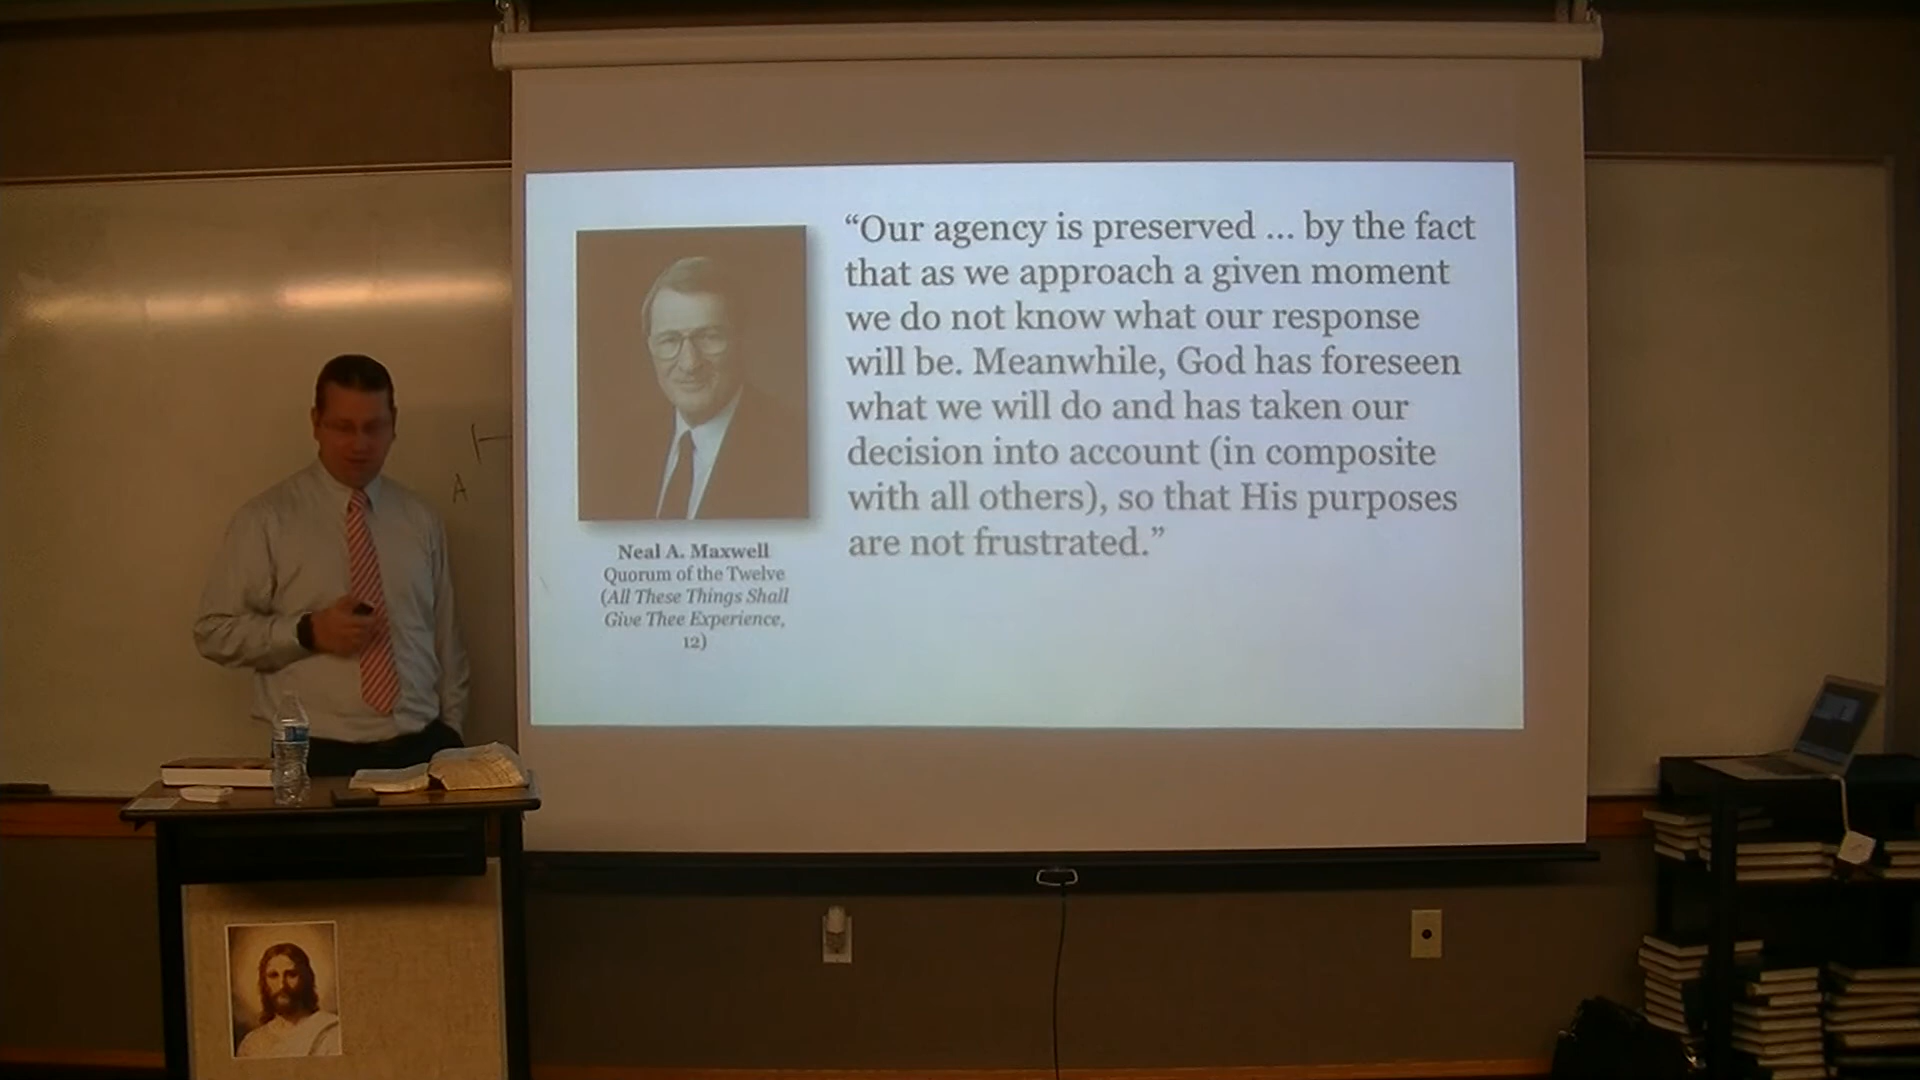 “Our agency is preserved ... by the fact
that as we approach a given moment
we do not know what our response
will be. Meanwhile, God has foreseen
what we will do and has taken our
decision into account (in composite
with all others), so that His purposes
are not frustrated.”
Neal A. Maxwell
Quorum of the Twelve
(All These Things Shall
Give Thee Experience,
12)
A